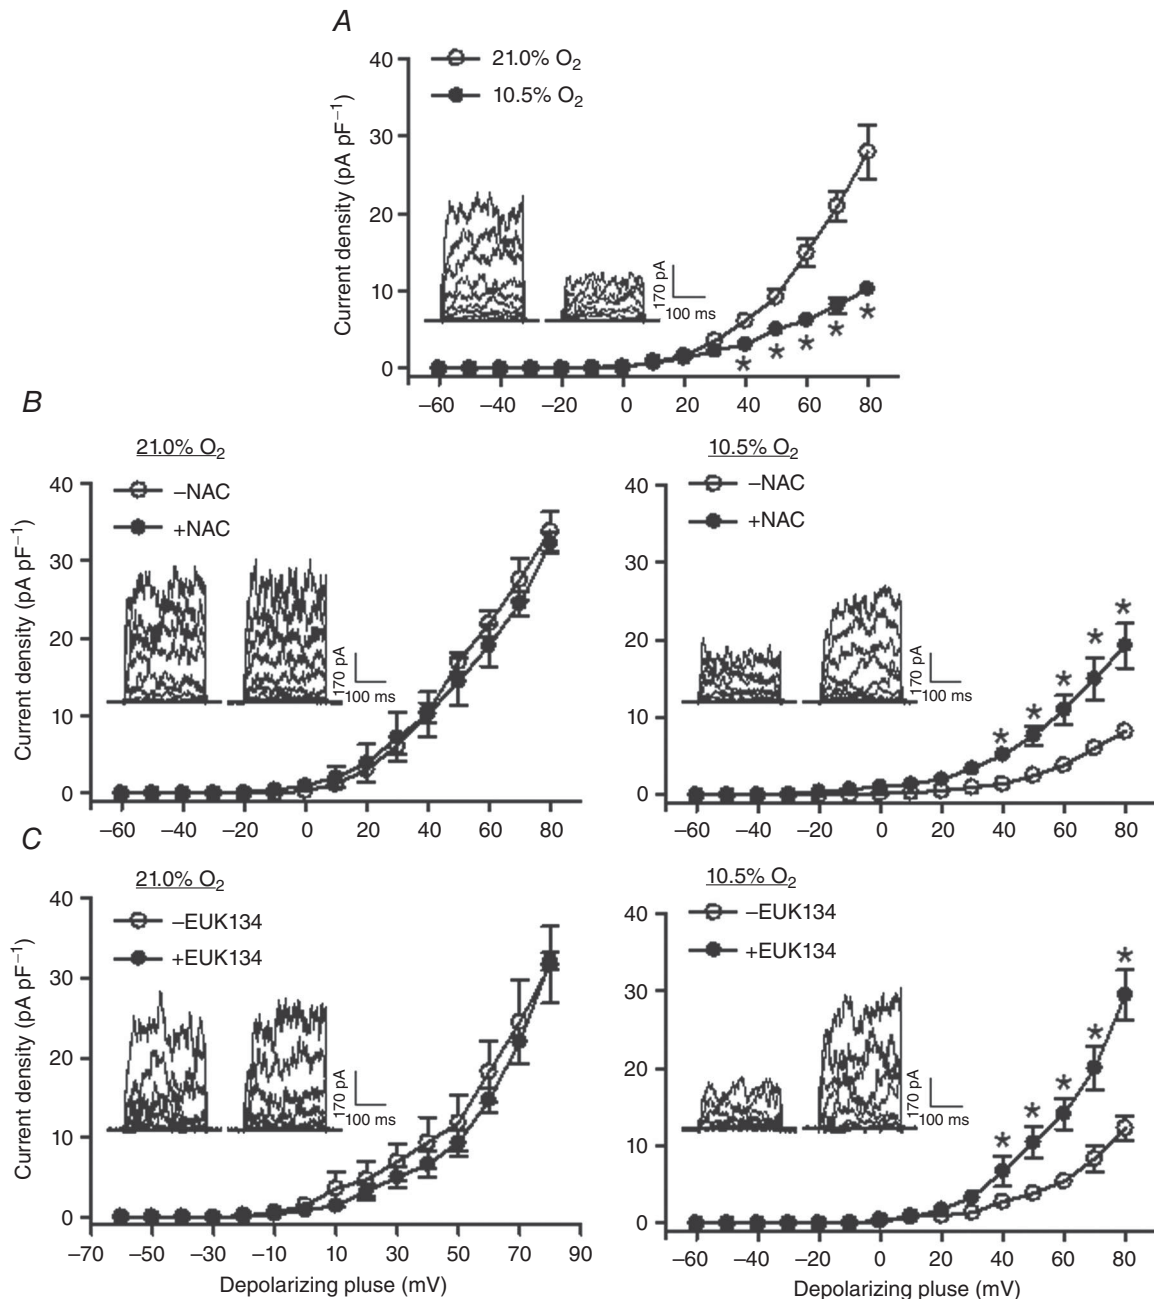 A
21.0% O₂
10.5% O₂
40
30
20
10
0
Current density (pA pF⁻¹)
170 pA
100 ms
*
*
*
*
*
–60
–40
–20
0
20
40
60
80
B
21.0% O₂
–NAC
+NAC
40
30
20
10
0
Current density (pA pF⁻¹)
170 pA
100 ms
–60
–40
–20
0
20
40
60
80
10.5% O₂
–NAC
+NAC
40
30
20
10
0
170 pA
100 ms
*
*
*
*
*
–60
–40
–20
0
20
40
60
80
C
21.0% O₂
–EUK134
+EUK134
40
30
20
10
0
Current density (pA pF⁻¹)
170 pA
100 ms
–70
–50
–30
–10
10
30
50
70
90
Depolarizing pluse (mV)
10.5% O₂
–EUK134
+EUK134
40
30
20
10
0
170 pA
100 ms
*
*
*
*
*
–60
–40
–20
0
20
40
60
80
Depolarizing pluse (mV)